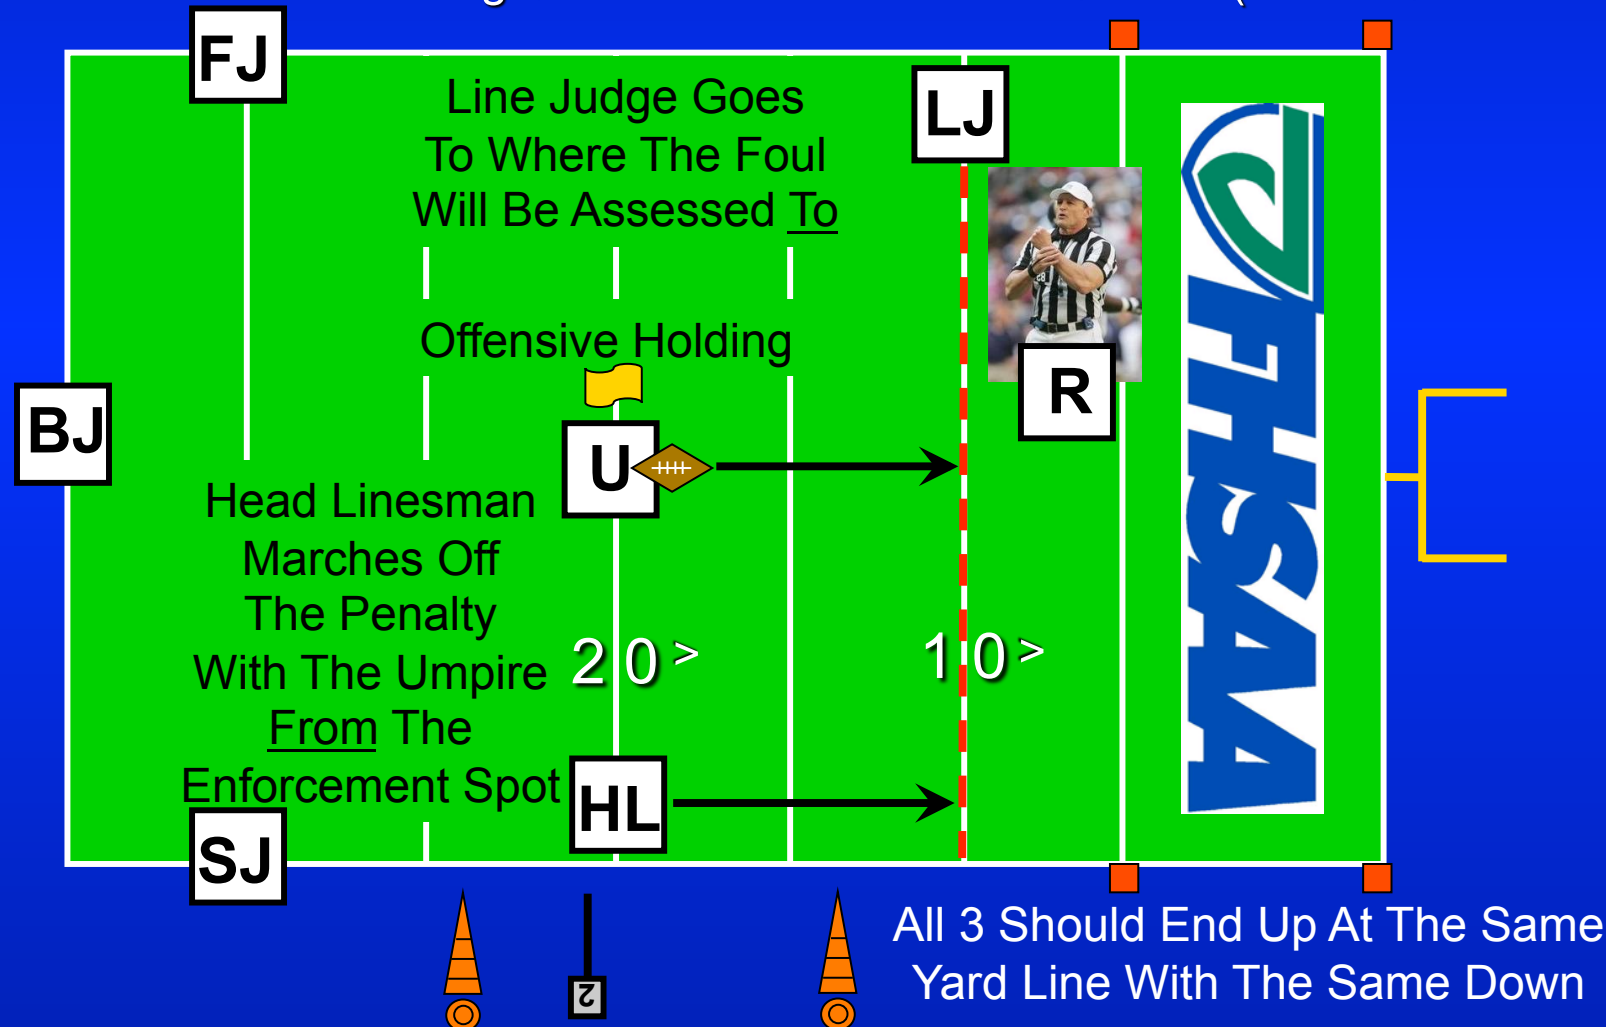 FJ
LJ
Line Judge Goes
To Where The Foul
Will Be Assessed To
Offensive Holding
R
BJ
U
FHSAA
Head Linesman
Marches Off
The Penalty
With The Umpire
From The
Enforcement Spot
2 0 >
1 0 >
HL
SJ
2
All 3 Should End Up At The Same
Yard Line With The Same Down